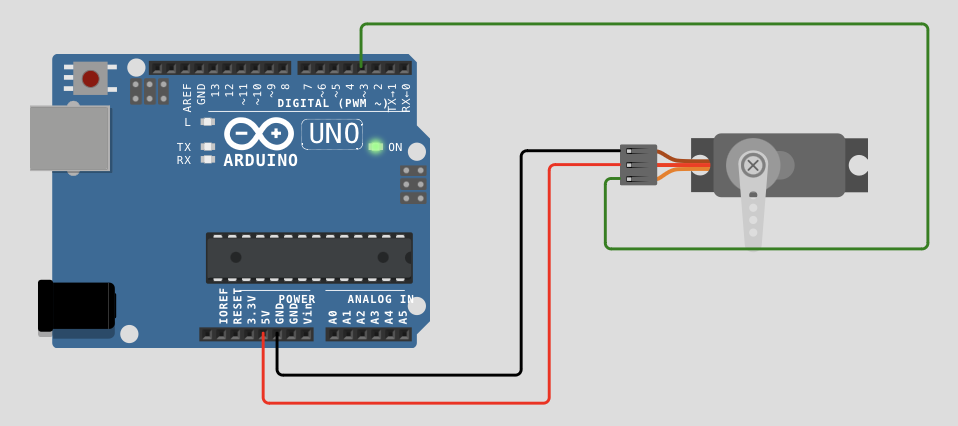 AREF
GND
13
12
~11
~10
~9
8
7
~6
~5
4
~3
2
TX→1
RX←0
DIGITAL (PWM ~)
L
TX
RX
UNO
ON
ARDUINO
IOREF
RESET
3.3V
5V
GND
GND
Vin
POWER
ANALOG IN
A0
A1
A2
A3
A4
A5